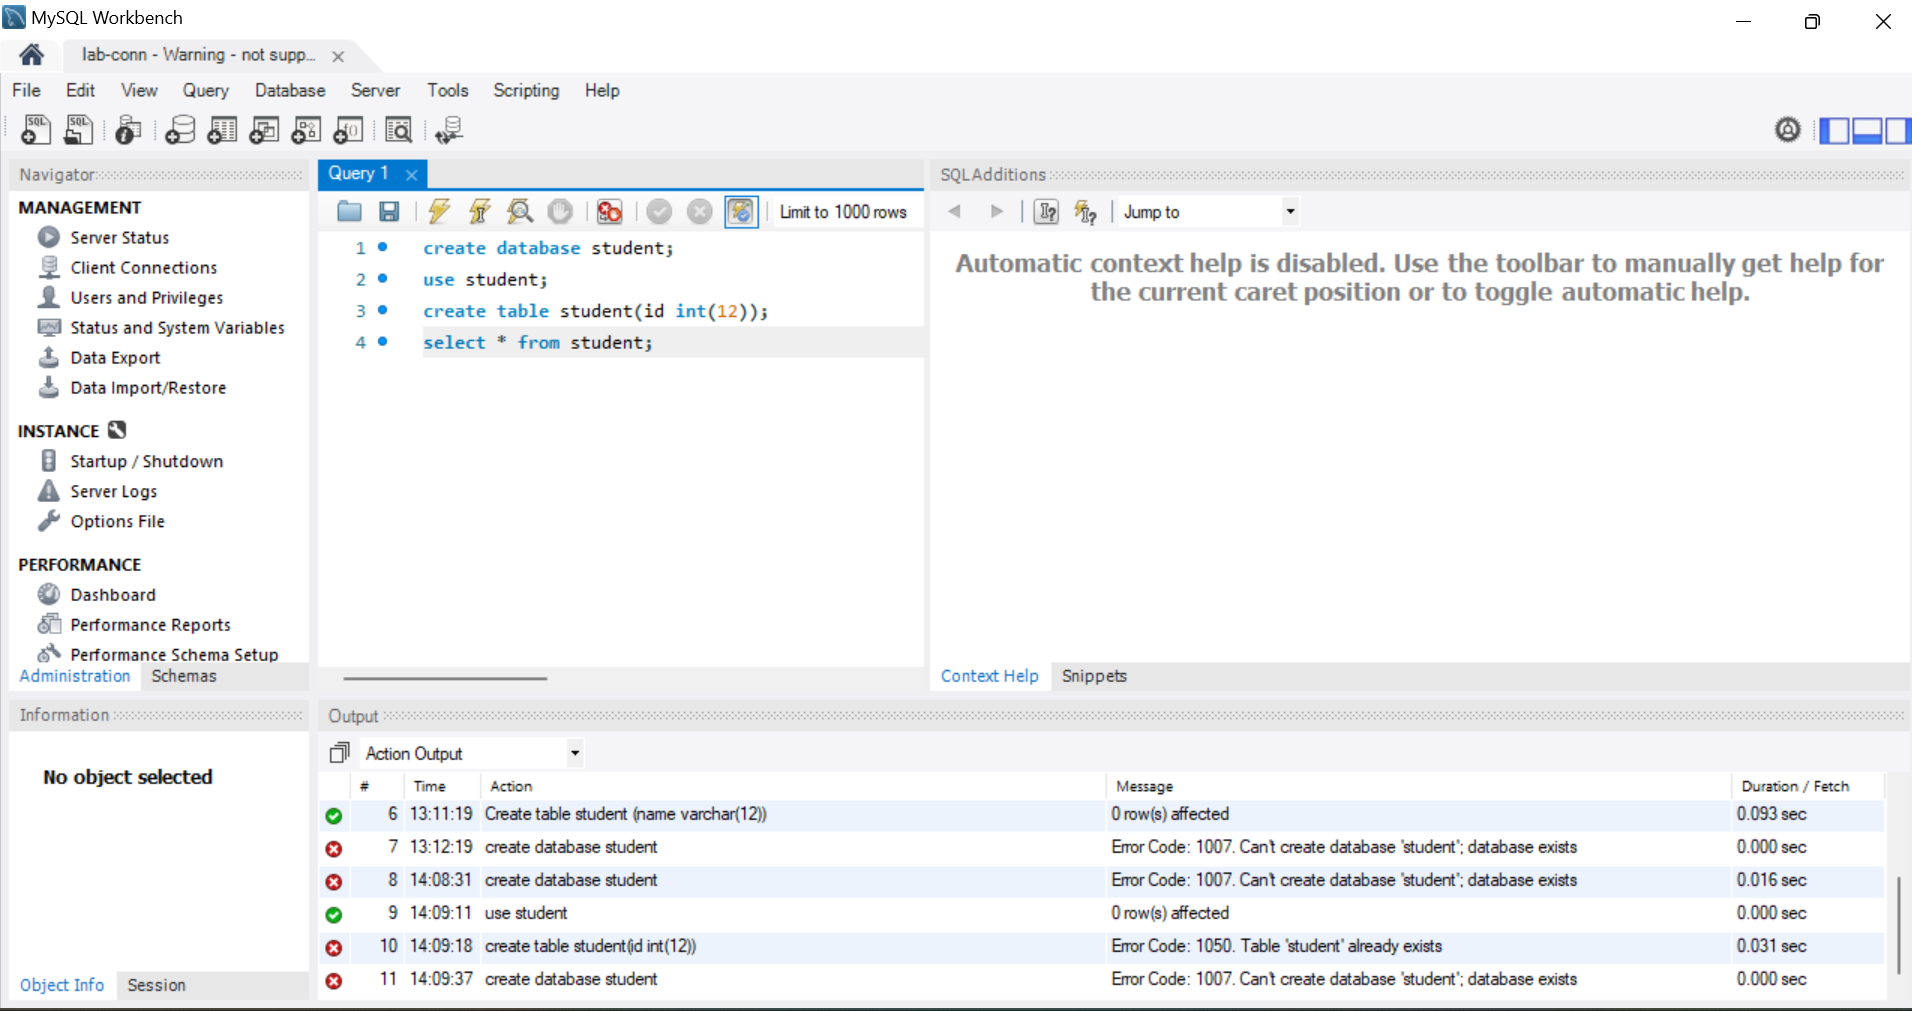 MySQL Workbench
lab-conn - Warning - not supp...
File Edit View Query Database Server Tools Scripting Help
Navigator
MANAGEMENT
Server Status
Client Connections
Users and Privileges
Status and System Variables
Data Export
Data Import/Restore
INSTANCE
Startup / Shutdown
Server Logs
Options File
PERFORMANCE
Dashboard
Performance Reports
Performance Schema Setup
Administration Schemas
Query 1
Limit to 1000 rows
1 create database student;
2 use student;
3 create table student(id int(12));
4 select * from student;
SQLAdditions
Jump to
Automatic context help is disabled. Use the toolbar to manually get help for
the current caret position or to toggle automatic help.
Context Help Snippets
Information
No object selected
Object Info Session
Output
Action Output
# Time Action Message Duration / Fetch
6 13:11:19 Create table student (name varchar(12)) 0 row(s) affected 0.093 sec
7 13:12:19 create database student Error Code: 1007. Can't create database 'student'; database exists 0.000 sec
8 14:08:31 create database student Error Code: 1007. Can't create database 'student'; database exists 0.016 sec
9 14:09:11 use student 0 row(s) affected 0.000 sec
10 14:09:18 create table student(id int(12)) Error Code: 1050. Table 'student' already exists 0.031 sec
11 14:09:37 create database student Error Code: 1007. Can't create database 'student'; database exists 0.000 sec